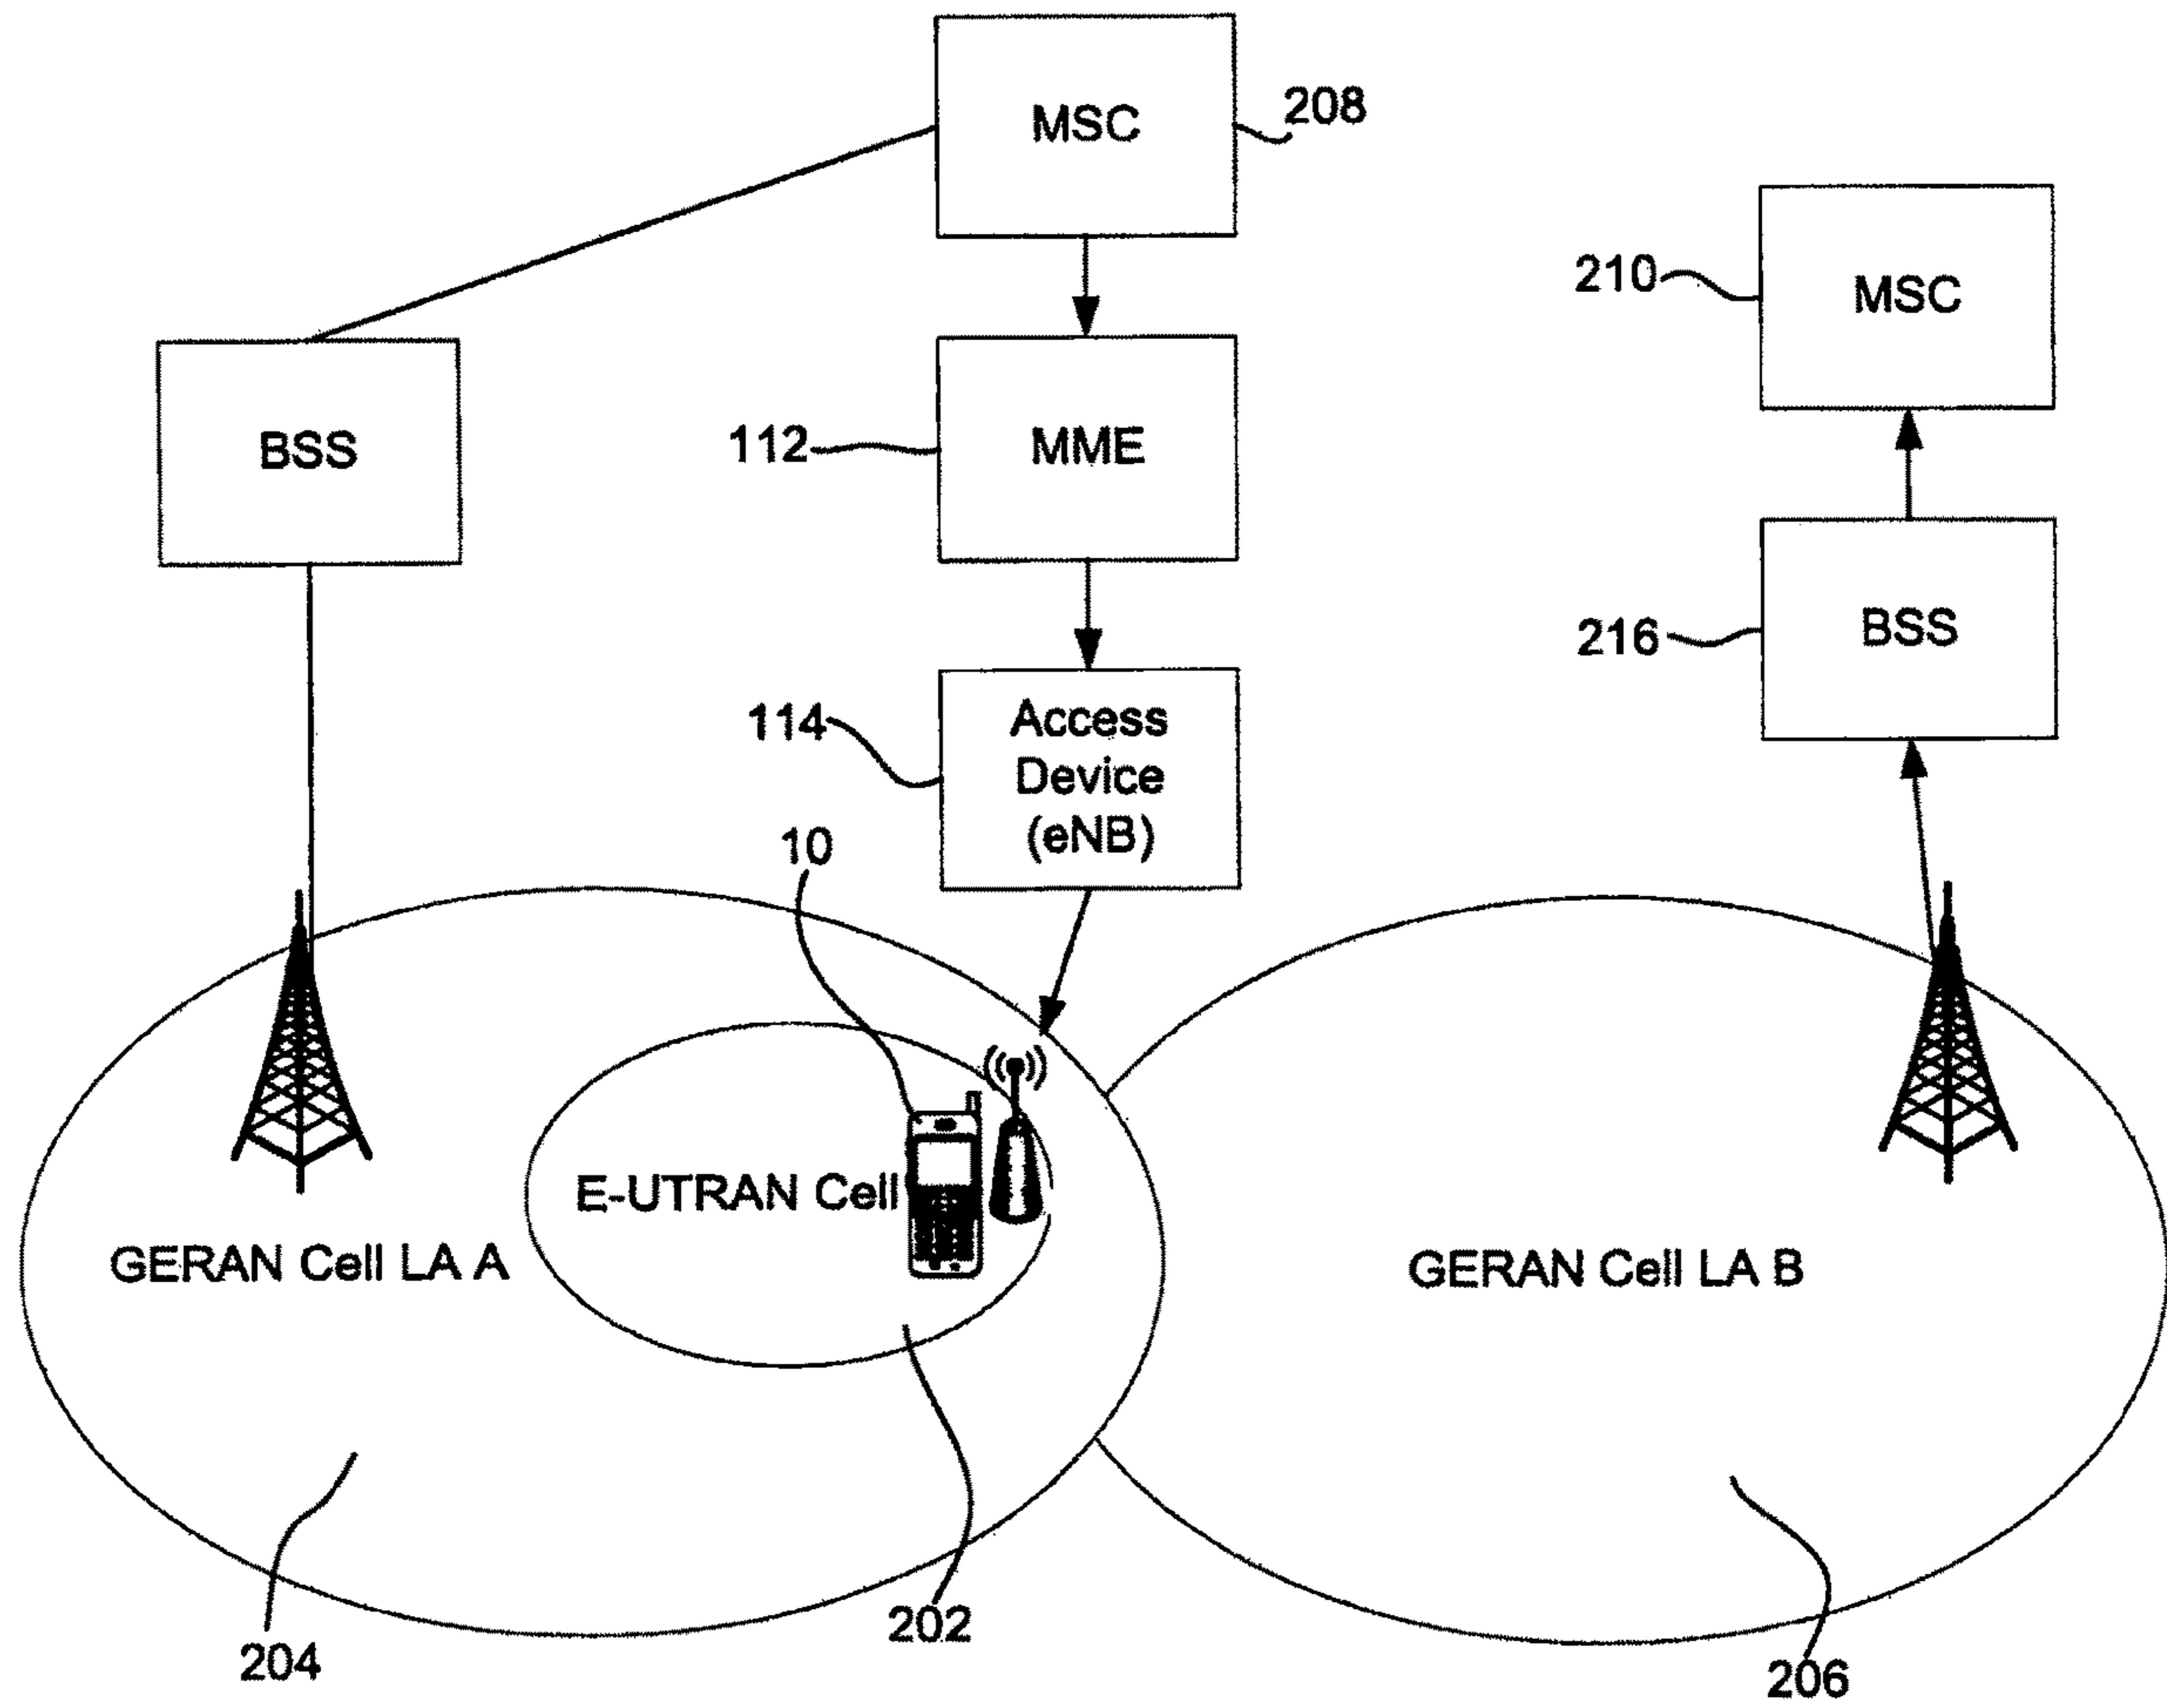 MSC
208
210
MSC
BSS
112
MME
216
BSS
114
Access
Device
(eNB)
10
E-UTRAN Cell
GERAN Cell LA A
GERAN Cell LA B
202
204
206